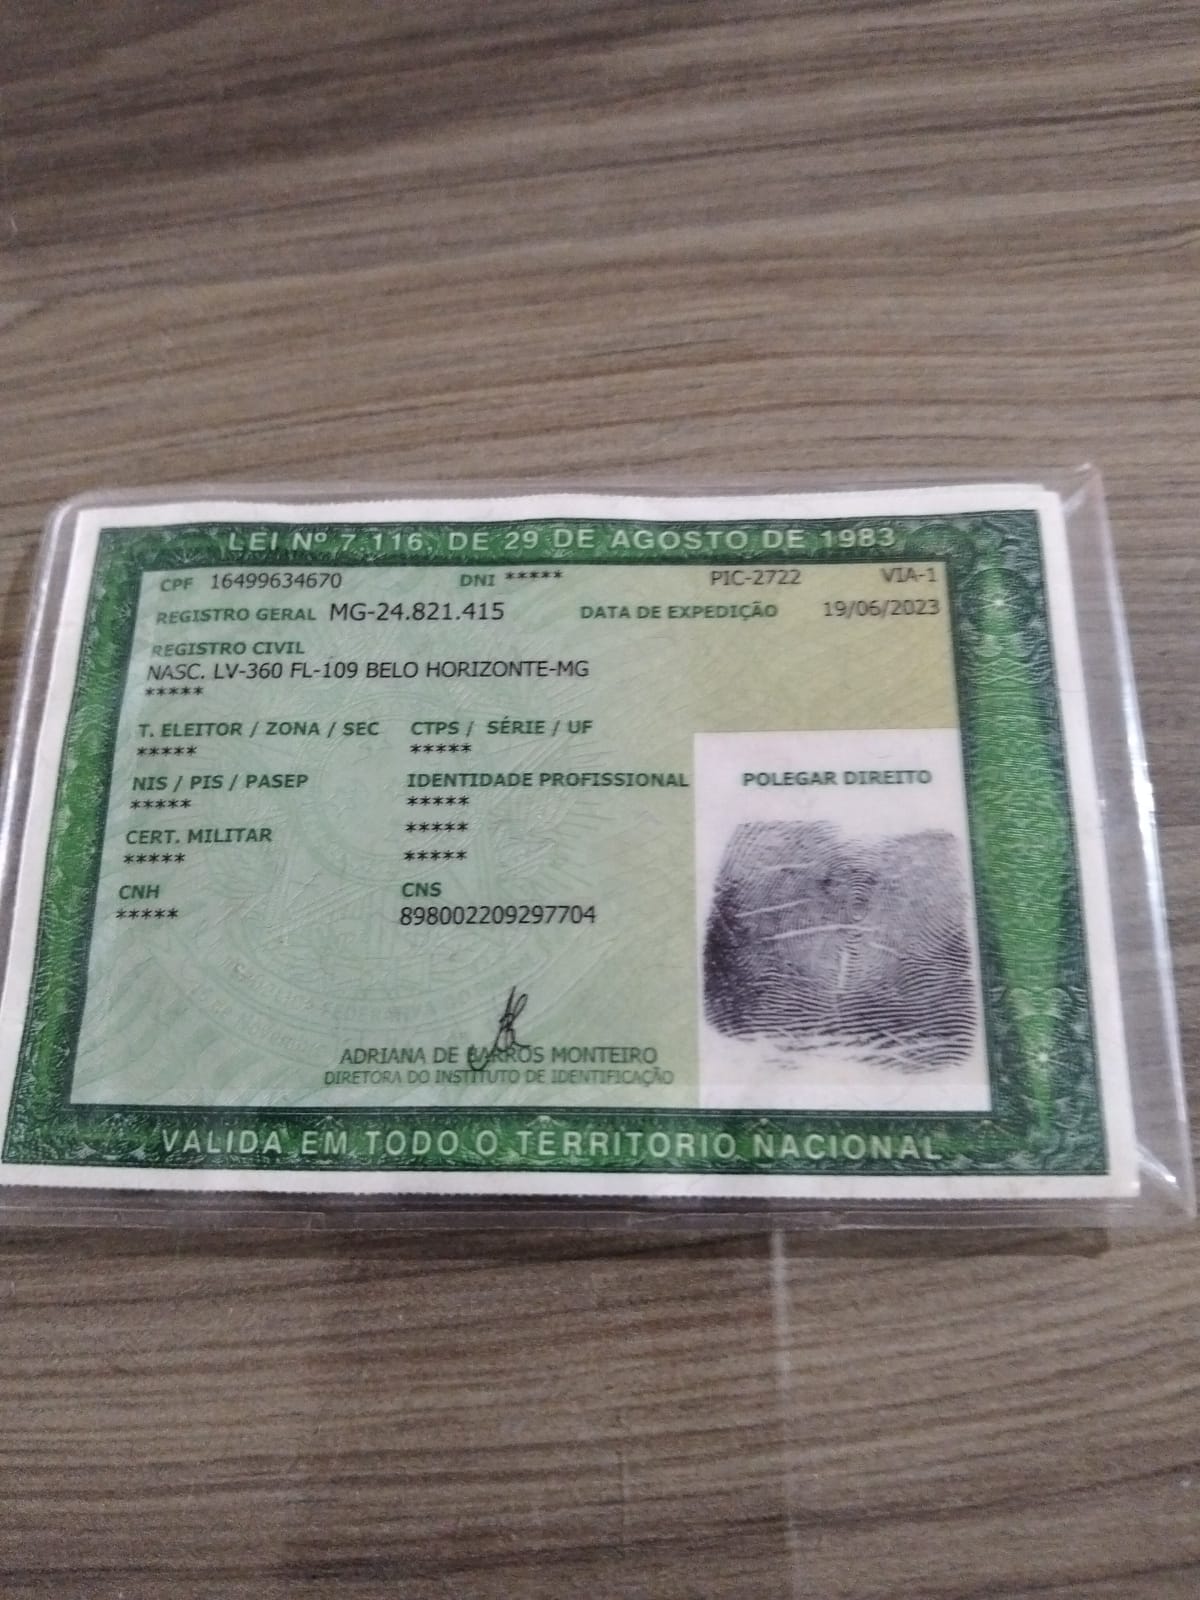 LEI Nº 7.116, DE 29 DE AGOSTO DE 1983
CPF 16499634670 DNI ***** PIC-2722 VIA-1
REGISTRO GERAL MG-24.821.415 DATA DE EXPEDIÇÃO 19/06/2023
REGISTRO CIVIL
NASC. LV-360 FL-109 BELO HORIZONTE-MG
*****
T. ELEITOR / ZONA / SEC CTPS / SÉRIE / UF
***** *****
NIS / PIS / PASEP IDENTIDADE PROFISSIONAL POLEGAR DIREITO
***** *****
*****
CERT. MILITAR
***** *****
CNH CNS
***** 898002209297704
ADRIANA DE BARROS MONTEIRO
DIRETORA DO INSTITUTO DE IDENTIFICAÇÃO
VALIDA EM TODO O TERRITORIO NACIONAL